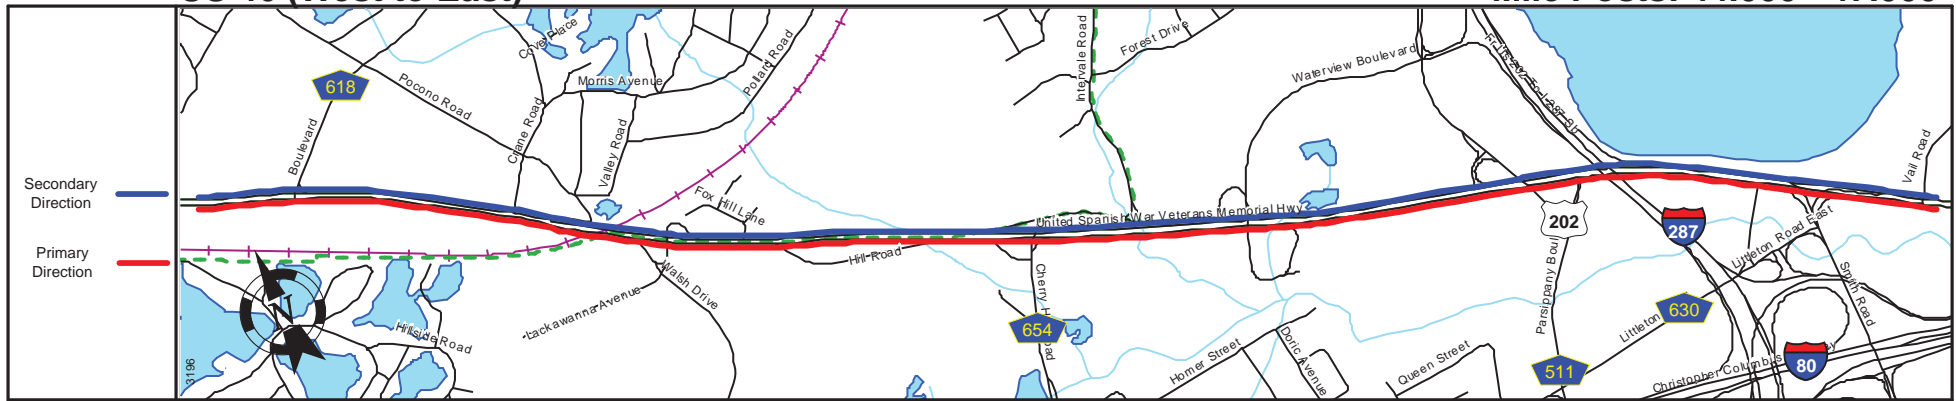 Secondary
Direction
Primary
Direction
618
Boulevard
Pocono Road
Cove Place
Crane Road
Morris Avenue
Valley Road
Pollard Road
Fox Hill Lane
Intervale Road
Forest Drive
Waterview Boulevard
United Spanish War Veterans Memorial Hwy
Vail Road
202
287
Littleton Road East
Smith Road
Hill Road
Walsh Drive
Lackawanna Avenue
Hillside Road
3196
Cherry
654
Homer Street
Doric Avenue
Queen Street
Parsippany Boul
511
Littleton
630
Christopher Columbus
80